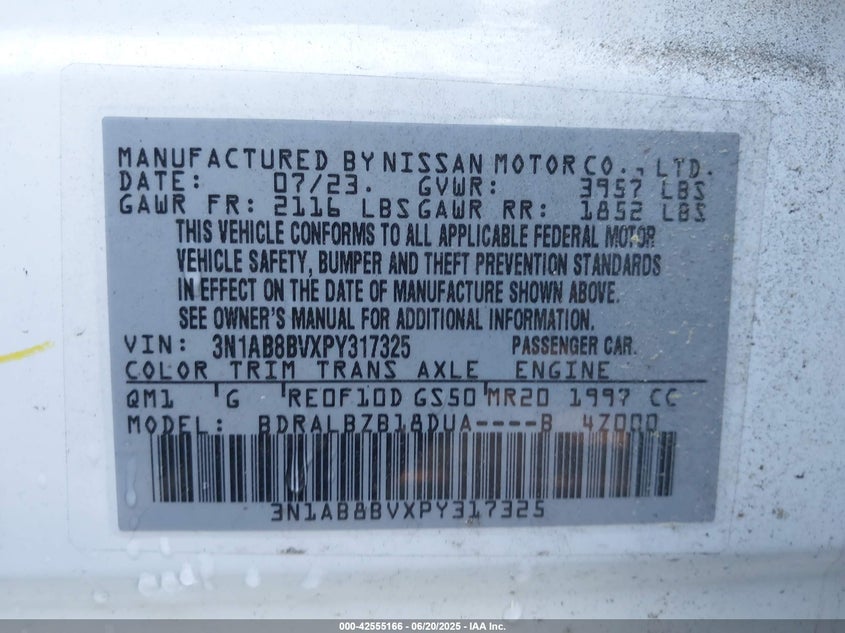 MANUFACTURED BY NISSAN MOTOR CO., LTD.
DATE: 07/23. GVWR: 3957 LBS
GAWR FR: 2116 LBS GAWR RR: 1852 LBS
THIS VEHICLE CONFORMS TO ALL APPLICABLE FEDERAL MOTOR
VEHICLE SAFETY, BUMPER AND THEFT PREVENTION STANDARDS
IN EFFECT ON THE DATE OF MANUFACTURE SHOWN ABOVE.
SEE OWNER'S MANUAL FOR ADDITIONAL INFORMATION.
VIN: 3N1AB8BVXPY317325 PASSENGER CAR.
COLOR TRIM TRANS AXLE ENGINE
QM1 G RE0F10D GS50 MR20 1997 CC
MODEL: BDRALBZB18DUA----B 4Z000
3N1AB8BVXPY317325
000-42555166 | 06/20/2025 | IAA Inc.